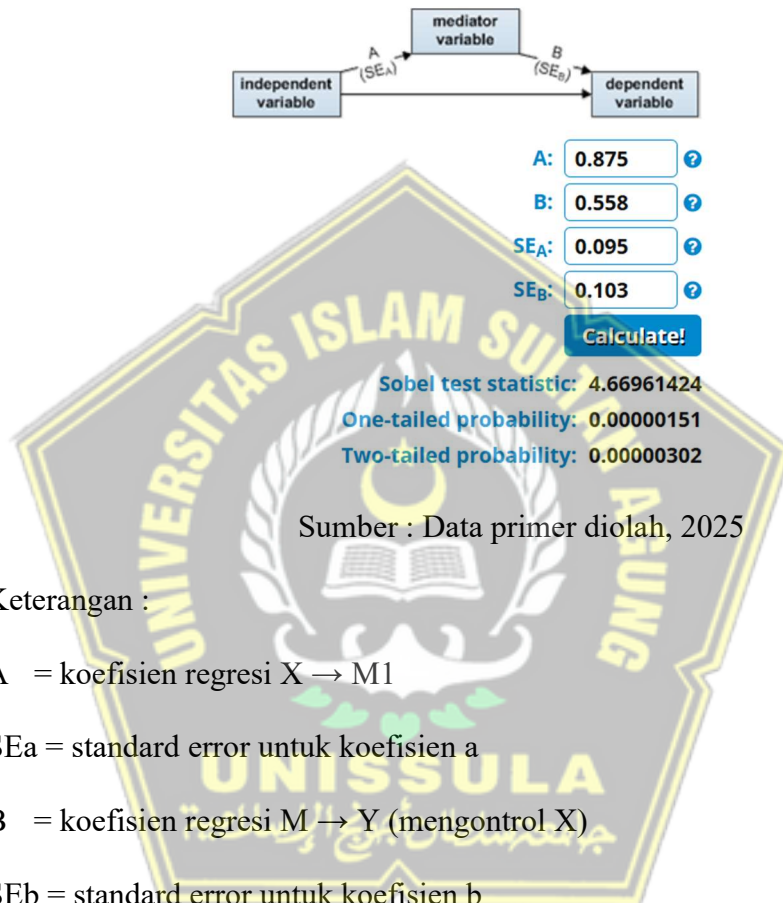 mediator
variable
A
(SEA)
B
(SEB)
independent
variable
dependent
variable
A: 0.875
B: 0.558
SEA: 0.095
SEB: 0.103
Calculate!
Sobel test statistic: 4.66961424
One-tailed probability: 0.00000151
Two-tailed probability: 0.00000302
UNIVERSITAS ISLAM SULTAN AGUNG
Sumber : Data primer diolah, 2025
Keterangan :
A = koefisien regresi X → M1
SEa = standard error untuk koefisien a
B = koefisien regresi M → Y (mengontrol X)
SEb = standard error untuk koefisien b
UNISSULA